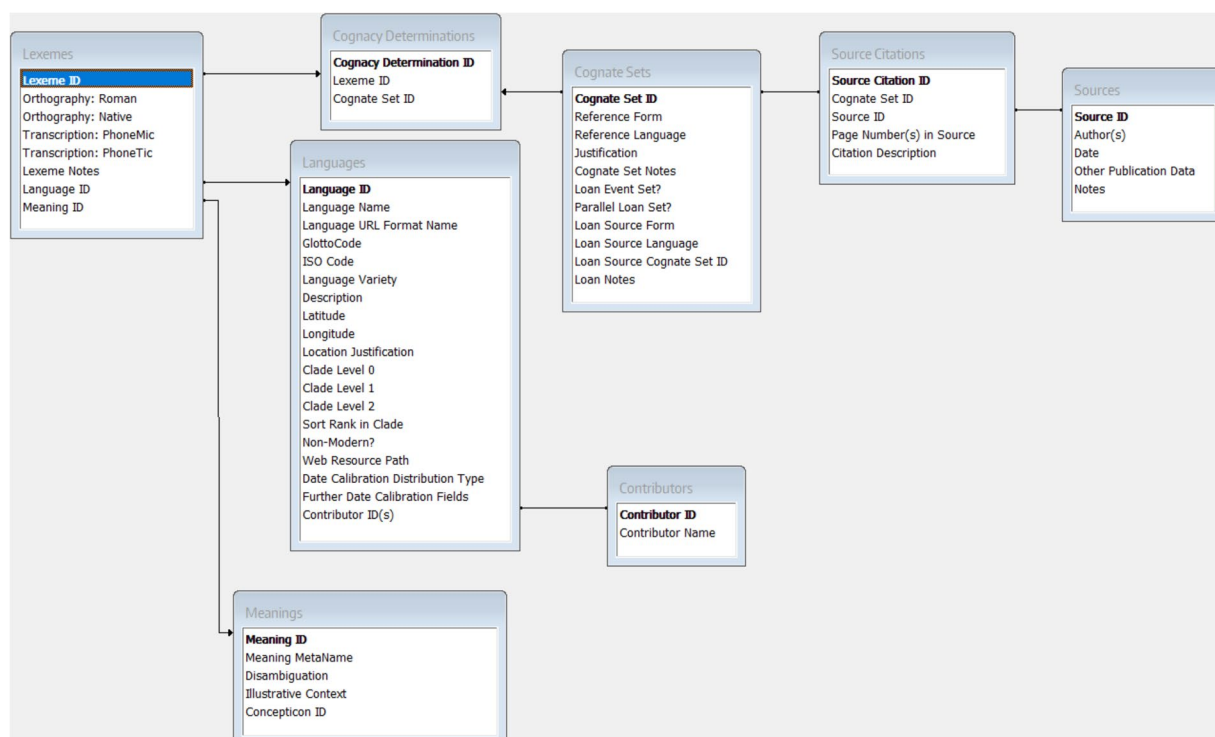 Lexemes
Lexeme ID
Orthography: Roman
Orthography: Native
Transcription: PhoneMic
Transcription: PhoneTic
Lexeme Notes
Language ID
Meaning ID
Cognacy Determinations
Cognacy Determination ID
Lexeme ID
Cognate Set ID
Languages
Language ID
Language Name
Language URL Format Name
GlottoCode
ISO Code
Language Variety
Description
Latitude
Longitude
Location Justification
Clade Level 0
Clade Level 1
Clade Level 2
Sort Rank in Clade
Non-Modern?
Web Resource Path
Date Calibration Distribution Type
Further Date Calibration Fields
Contributor ID(s)
Meanings
Meaning ID
Meaning MetaName
Disambiguation
Illustrative Context
Concepticon ID
Cognate Sets
Cognate Set ID
Reference Form
Reference Language
Justification
Cognate Set Notes
Loan Event Set?
Parallel Loan Set?
Loan Source Form
Loan Source Language
Loan Source Cognate Set ID
Loan Notes
Contributors
Contributor ID
Contributor Name
Source Citations
Source Citation ID
Cognate Set ID
Source ID
Page Number(s) in Source
Citation Description
Sources
Source ID
Author(s)
Date
Other Publication Data
Notes